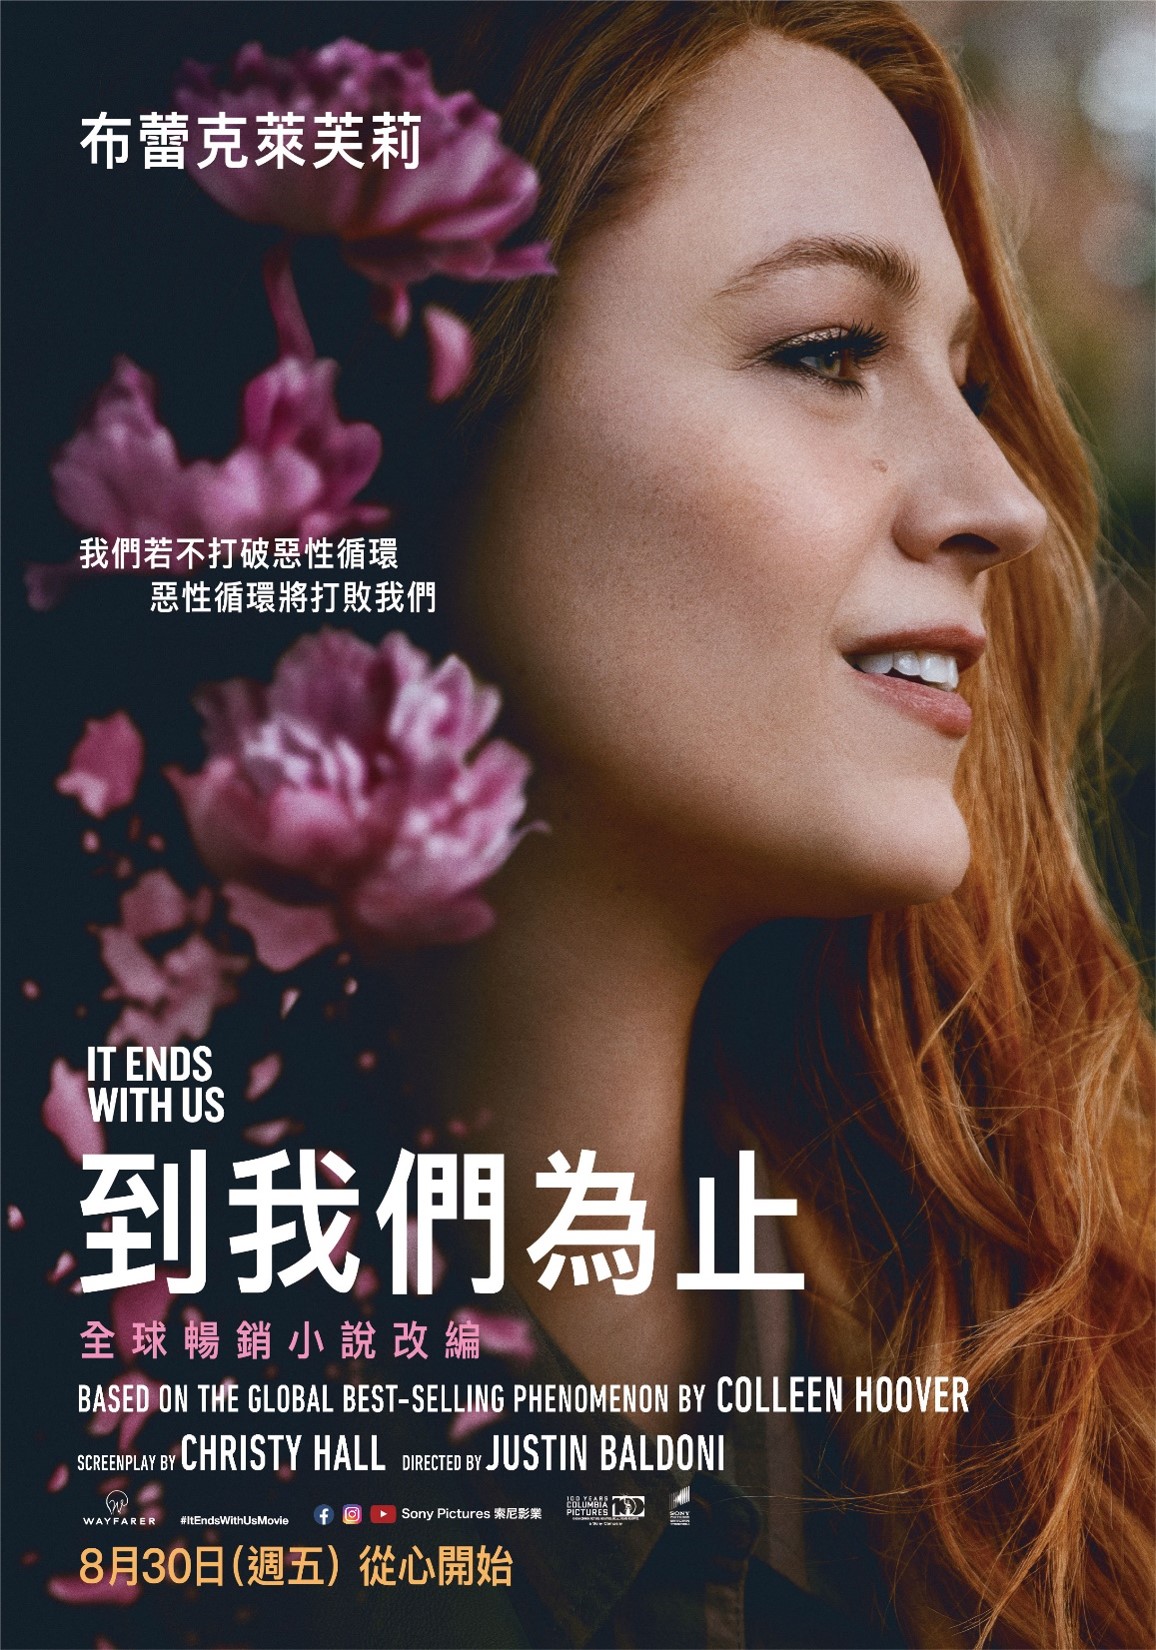 布蕾克萊芙莉
我們若不打破惡性循環
惡性循環將打敗我們
IT ENDS
WITH US
到我們為止
全球暢銷小說改編
BASED ON THE GLOBAL BEST-SELLING PHENOMENON BY COLLEEN HOOVER
SCREENPLAY BY CHRISTY HALL DIRECTED BY JUSTIN BALDONI
WAYFARER
#ItEndsWithUsMovie
Sony Pictures 索尼影業
100 YEARS
COLUMBIA
PICTURES
SONY
8月30日(週五) 從心開始